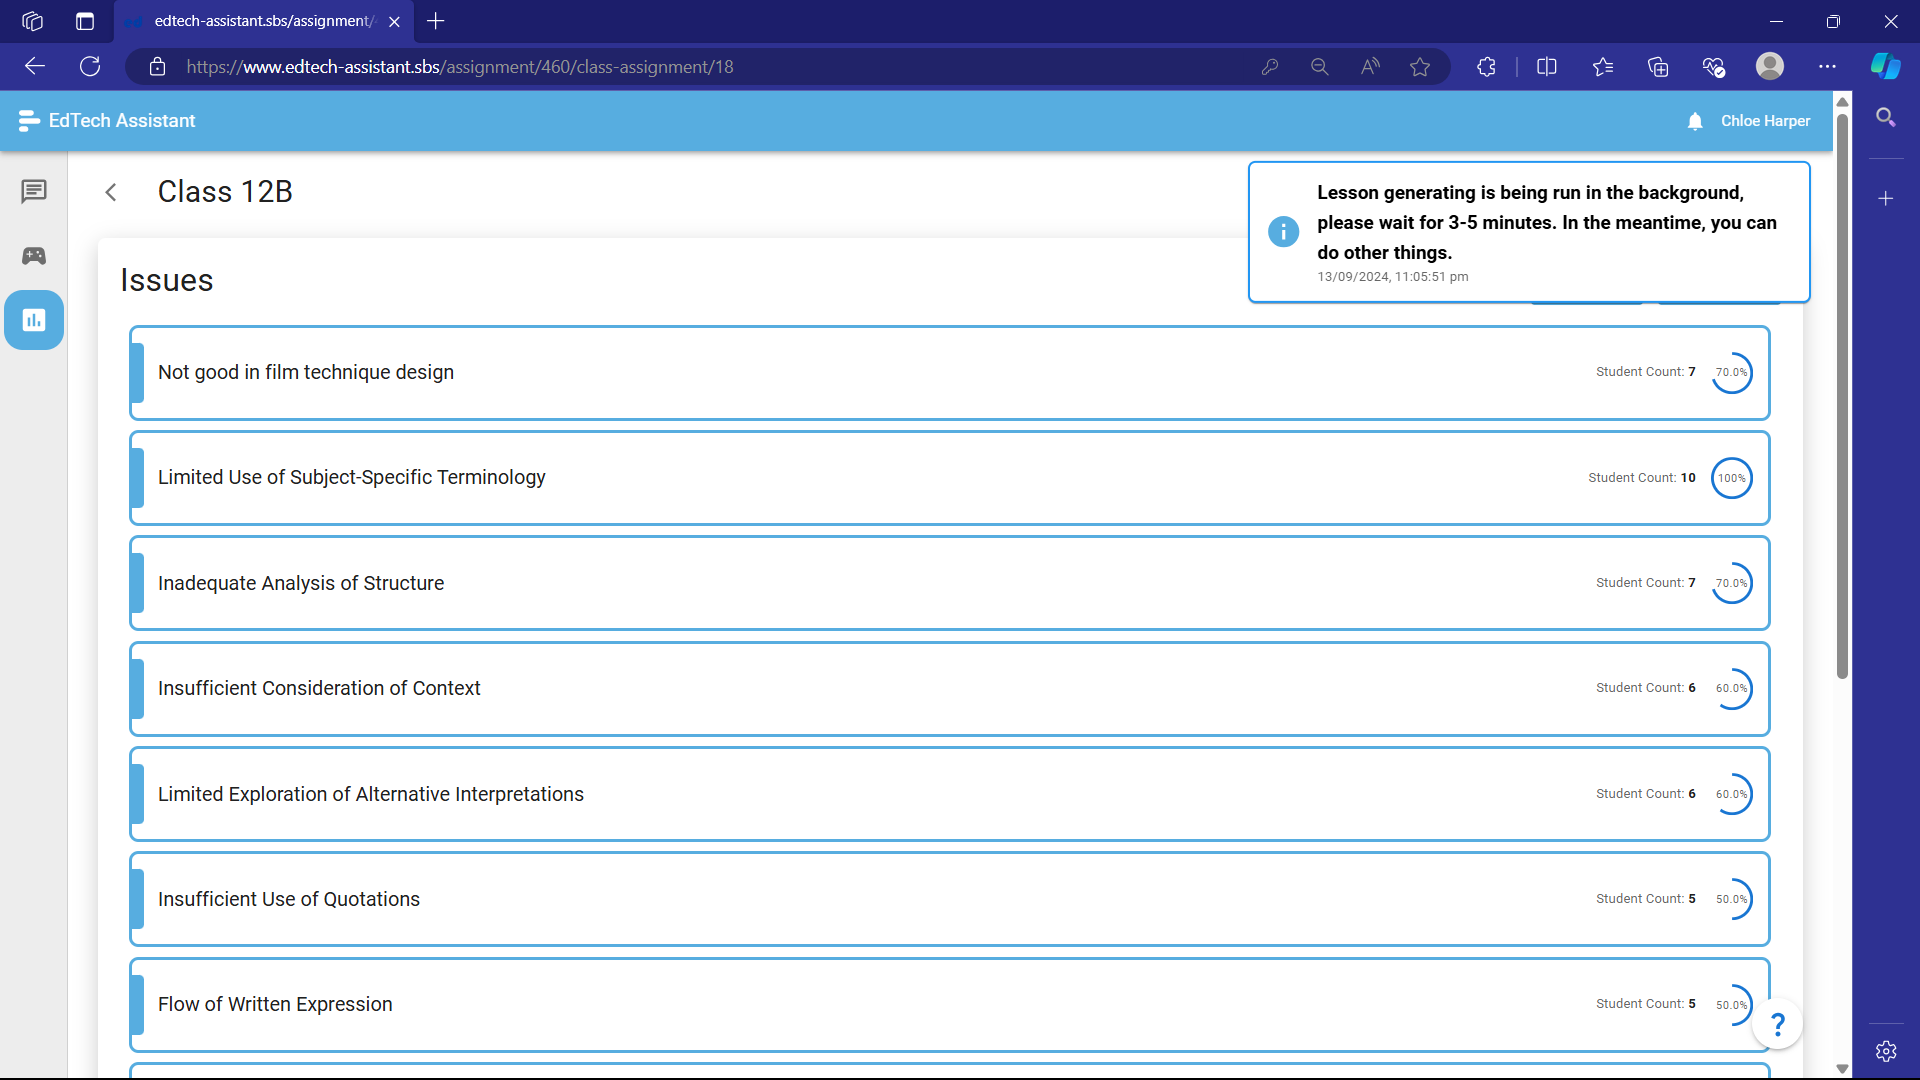 edtech-assistant.sbs/assignment/
https://www.edtech-assistant.sbs/assignment/460/class-assignment/18
EdTech Assistant
Chloe Harper
Class 12B
Lesson generating is being run in the background,
please wait for 3-5 minutes. In the meantime, you can
do other things.
13/09/2024, 11:05:51 pm
Issues
Not good in film technique design
Student Count: 7
70.0%
Limited Use of Subject-Specific Terminology
Student Count: 10
100%
Inadequate Analysis of Structure
Student Count: 7
70.0%
Insufficient Consideration of Context
Student Count: 6
60.0%
Limited Exploration of Alternative Interpretations
Student Count: 6
60.0%
Insufficient Use of Quotations
Student Count: 5
50.0%
Flow of Written Expression
Student Count: 5
50.0%
?